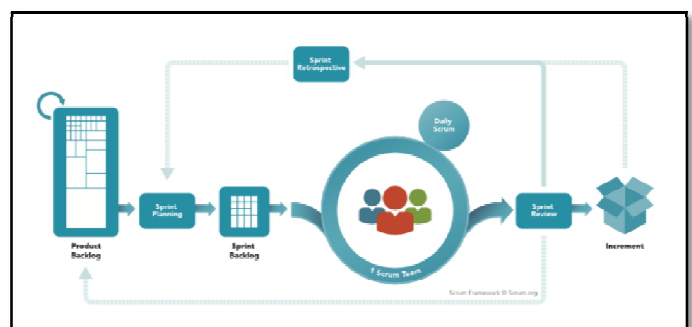 Sprint
Retrospective
Daily
Scrum
Sprint
Planning
Sprint
Review
Product
Backlog
Sprint
Backlog
1 Scrum Team
Increment
Scrum Framework © Scrum.org